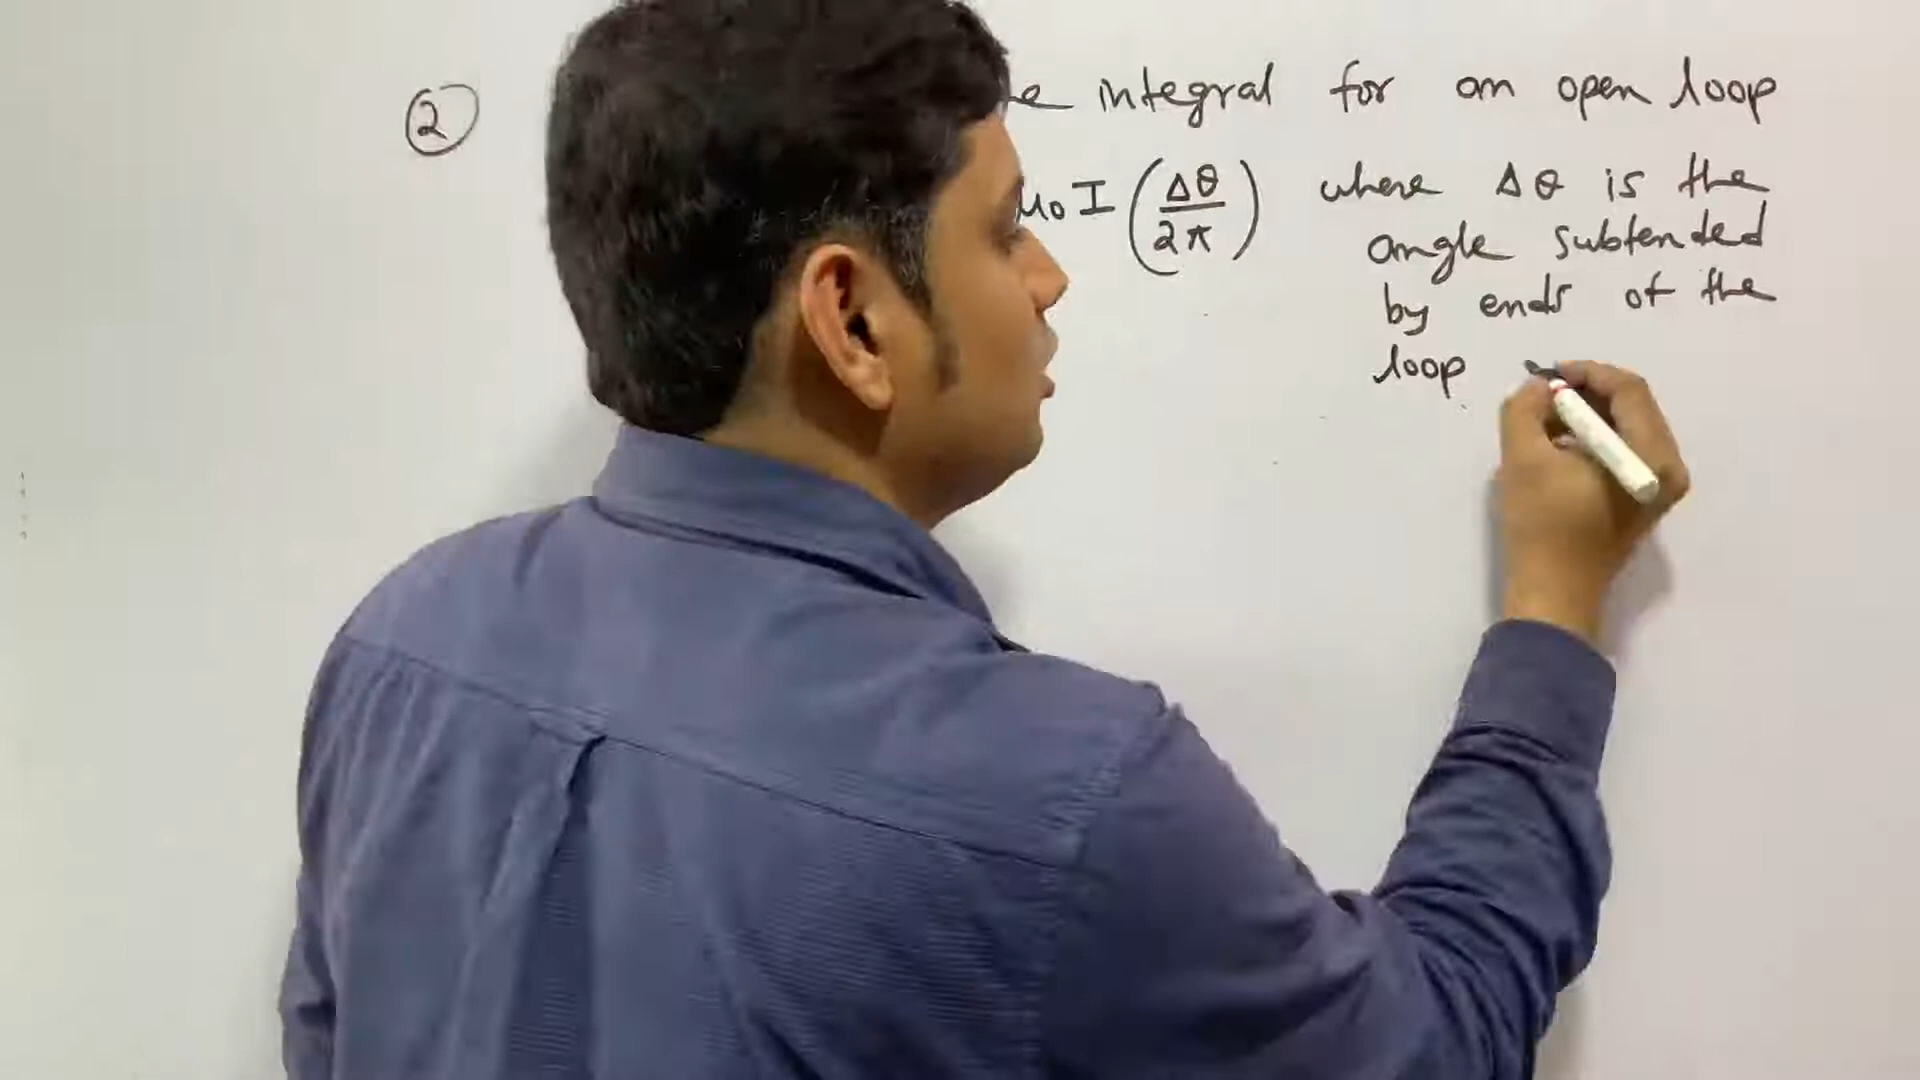 ② e integral for an open loop
μ₀ I (Δθ/2π) where Δθ is the
angle subtended
by ends of the
loop